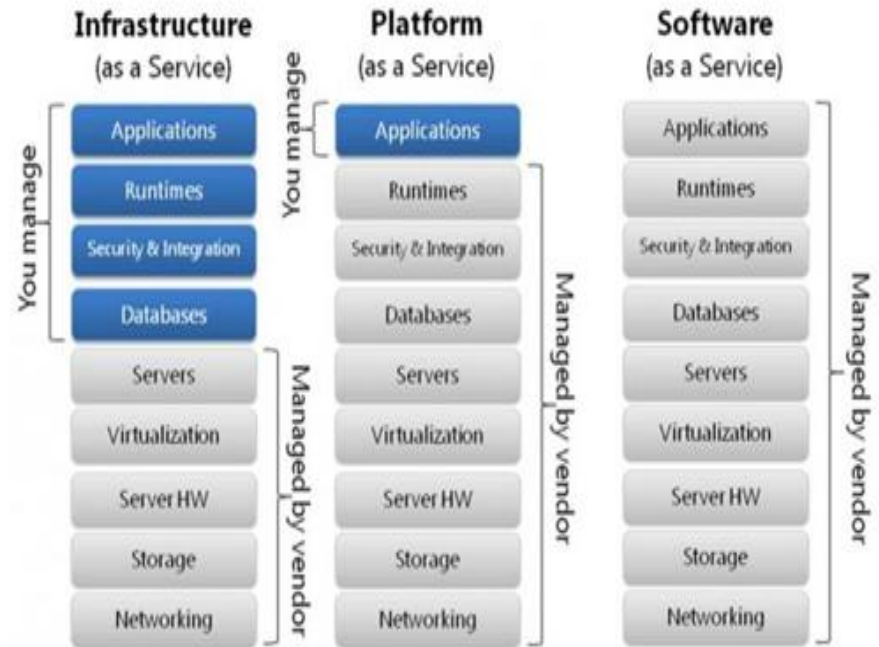 Infrastructure
(as a Service)
You manage
Applications
Runtimes
Security & Integration
Databases
Servers
Virtualization
Server HW
Storage
Networking
Managed by vendor
Platform
(as a Service)
You manage
Applications
Runtimes
Security & Integration
Databases
Servers
Virtualization
Server HW
Storage
Networking
Managed by vendor
Software
(as a Service)
Applications
Runtimes
Security & Integration
Databases
Servers
Virtualization
Server HW
Storage
Networking
Managed by vendor